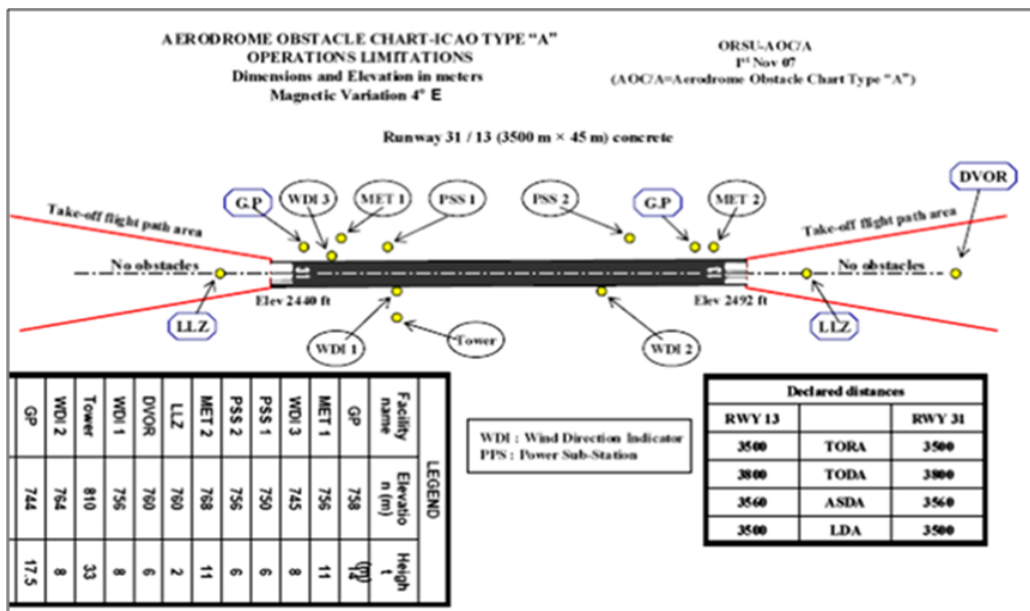 AERODROME OBSTACLE CHART-ICAO TYPE "A"
OPERATIONS LIMITATIONS
Dimensions and Elevation in meters
Magnetic Variation 4° E
ORSU-AOC/A
1st Nov 07
(AOC/A=Aerodrome Obstacle Chart Type "A")
Runway 31 / 13 (3500 m × 45 m) concrete
G.P
WDI 3
MET 1
PSS 1
PSS 2
G.P
MET 2
DVOR
Take-off flight path area
Take-off flight path area
No obstacles
No obstacles
13
Elev 2440 ft
Elev 2492 ft
LLZ
WDI 1
Tower
WDI 2
LLZ
LEGEND
Facility name Elevatio n (m) Heigh t (m)
GP 758 14
MET 1 756 11
WDI 3 745 8
PSS 1 750 6
PSS 2 756 6
MET 2 768 11
LLZ 760 2
DVOR 760 6
WDI 1 756 8
Tower 810 33
WDI 2 764 8
GP 744 17.5
WDI : Wind Direction Indicator
PPS : Power Sub-Station
Declared distances
RWY 13 RWY 31
3500 TORA 3500
3800 TODA 3800
3560 ASDA 3560
3500 LDA 3500